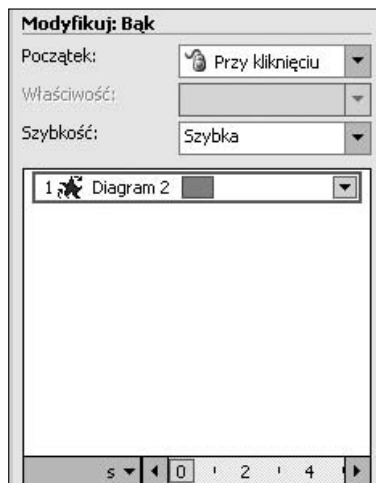 Modyfikuj: Bąk
Początek: Przy kliknięciu
Właściwość:
Szybkość: Szybka
1 Diagram 2
s 0 2 4